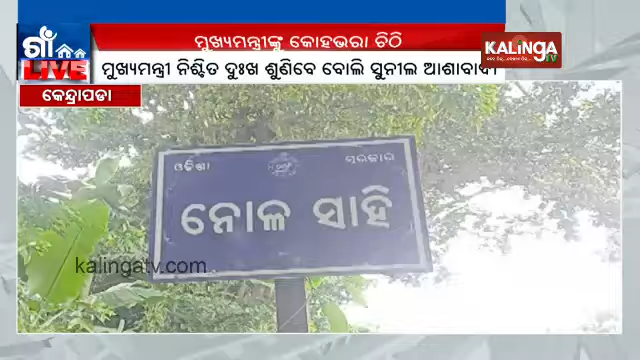 ମୁଖ୍ୟମନ୍ତ୍ରୀଙ୍କୁ କୋହଭରା ଚିଠି
ଗାଁ LIVE
KALINGA TV
ମୁଖ୍ୟମନ୍ତ୍ରୀ ନିଶ୍ଚିତ ଦୁଃଖ ଶୁଣିବେ ବୋଲି ସୁନୀଲ ଆଶାବାଦୀ
କେନ୍ଦ୍ରାପଡା
ଓଡିଶା ସରକାର
ନୋଳ ସାହି
kalingatv.com